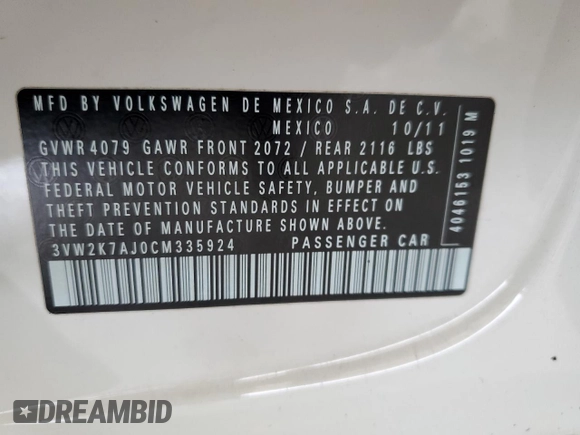 MFD BY VOLKSWAGEN DE MEXICO S.A. DE C.V.
MEXICO 10/11
GVWR 4079 GAWR FRONT 2072 / REAR 2116 LBS
THIS VEHICLE CONFORMS TO ALL APPLICABLE U.S.
FEDERAL MOTOR VEHICLE SAFETY, BUMPER AND
THEFT PREVENTION STANDARDS IN EFFECT ON
THE DATE OF MANUFACTURE SHOWN ABOVE.
3VW2K7AJ0CM335924 PASSENGER CAR
4046153 1019 M
DREAMBID